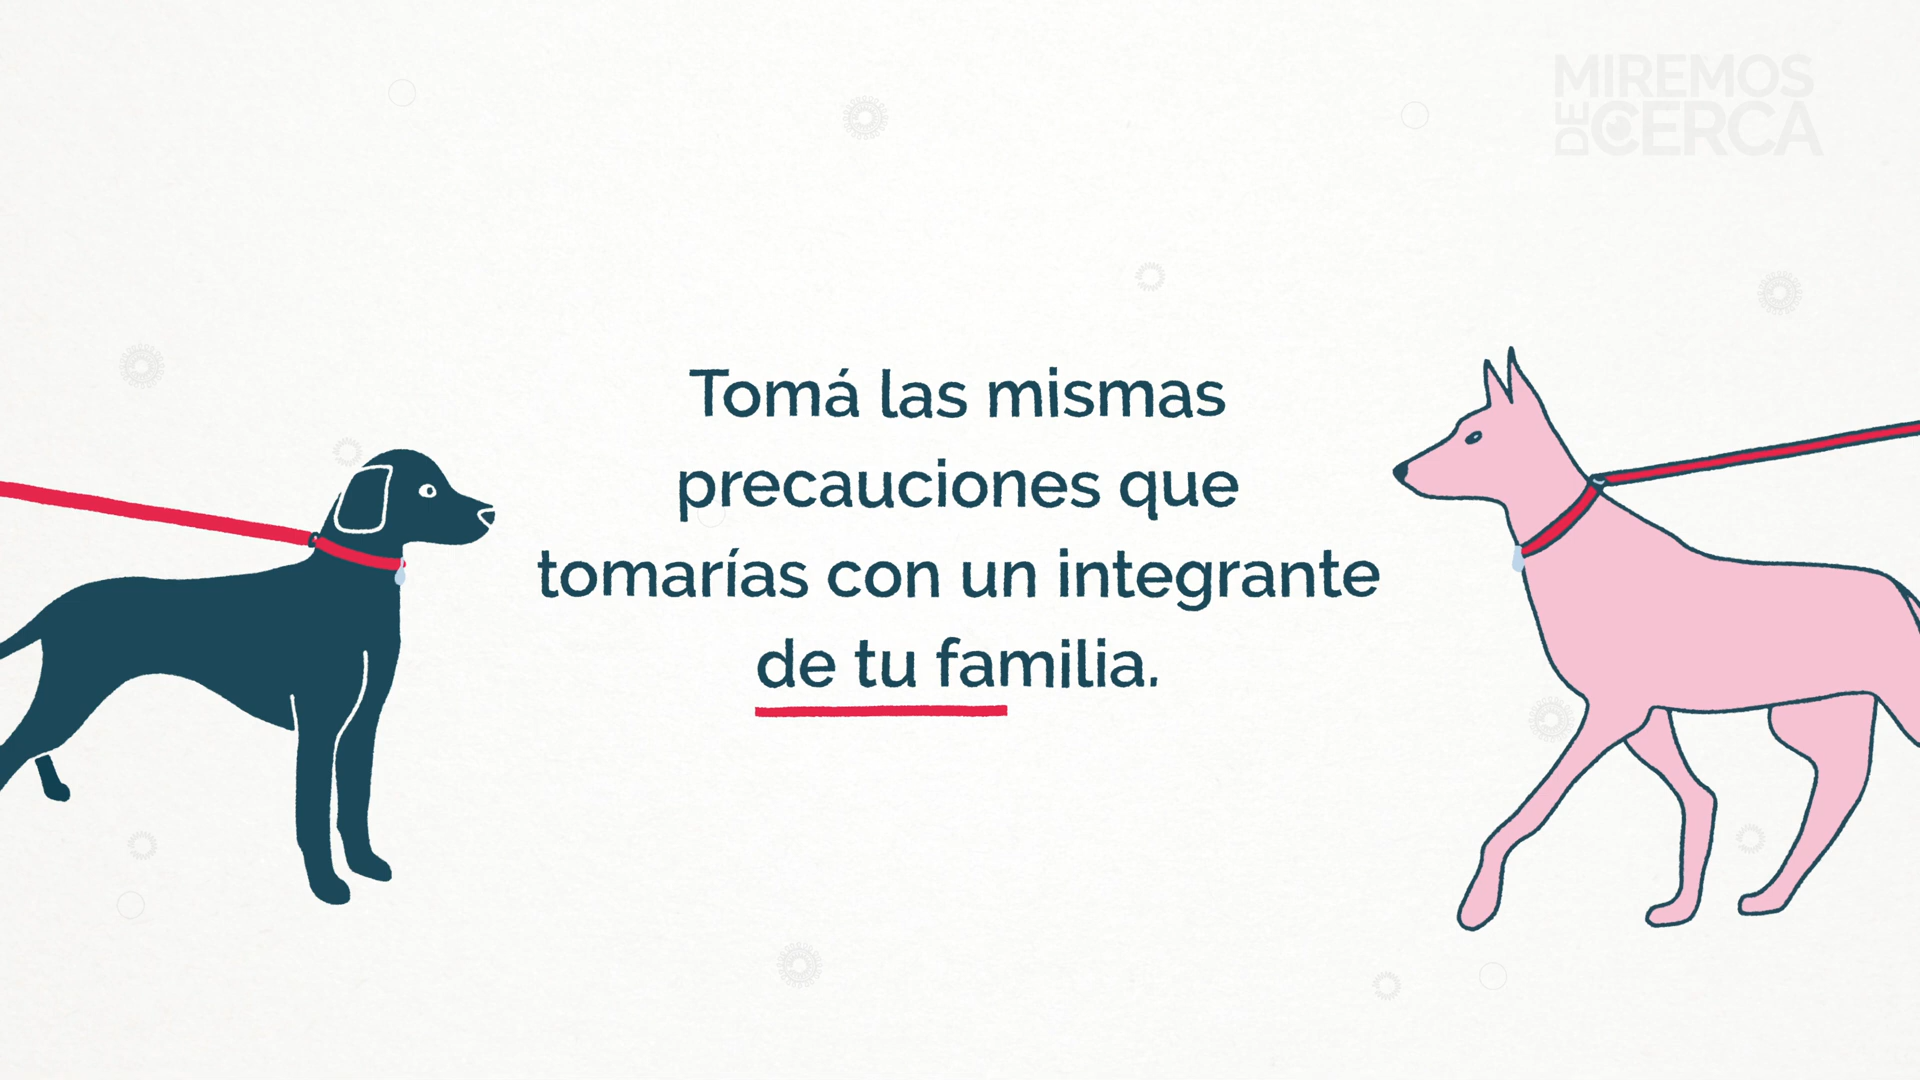 MIREMOS
DE CERCA
Tomá las mismas
precauciones que
tomarías con un integrante
de tu familia.